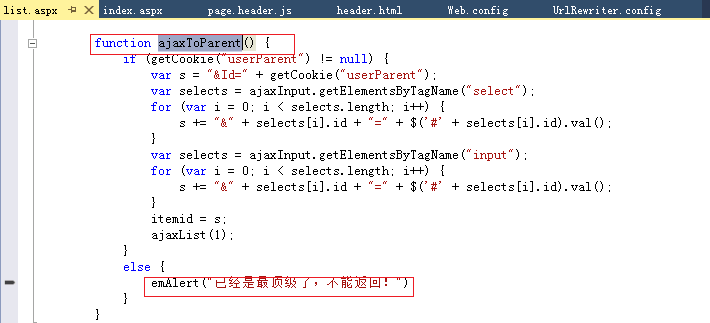 list.aspx index.aspx page.header.js header.html Web.config UrlRewriter.config
function ajaxToParent() {
if (getCookie("userParent") != null) {
var s = "&Id=" + getCookie("userParent");
var selects = ajaxInput.getElementsByTagName("select");
for (var i = 0; i < selects.length; i++) {
s += "&" + selects[i].id + "=" + $('#' + selects[i].id).val();
}
var selects = ajaxInput.getElementsByTagName("input");
for (var i = 0; i < selects.length; i++) {
s += "&" + selects[i].id + "=" + $('#' + selects[i].id).val();
}
itemid = s;
ajaxList(1);
}
else {
emAlert("已经是最顶级了，不能返回！")
}
}